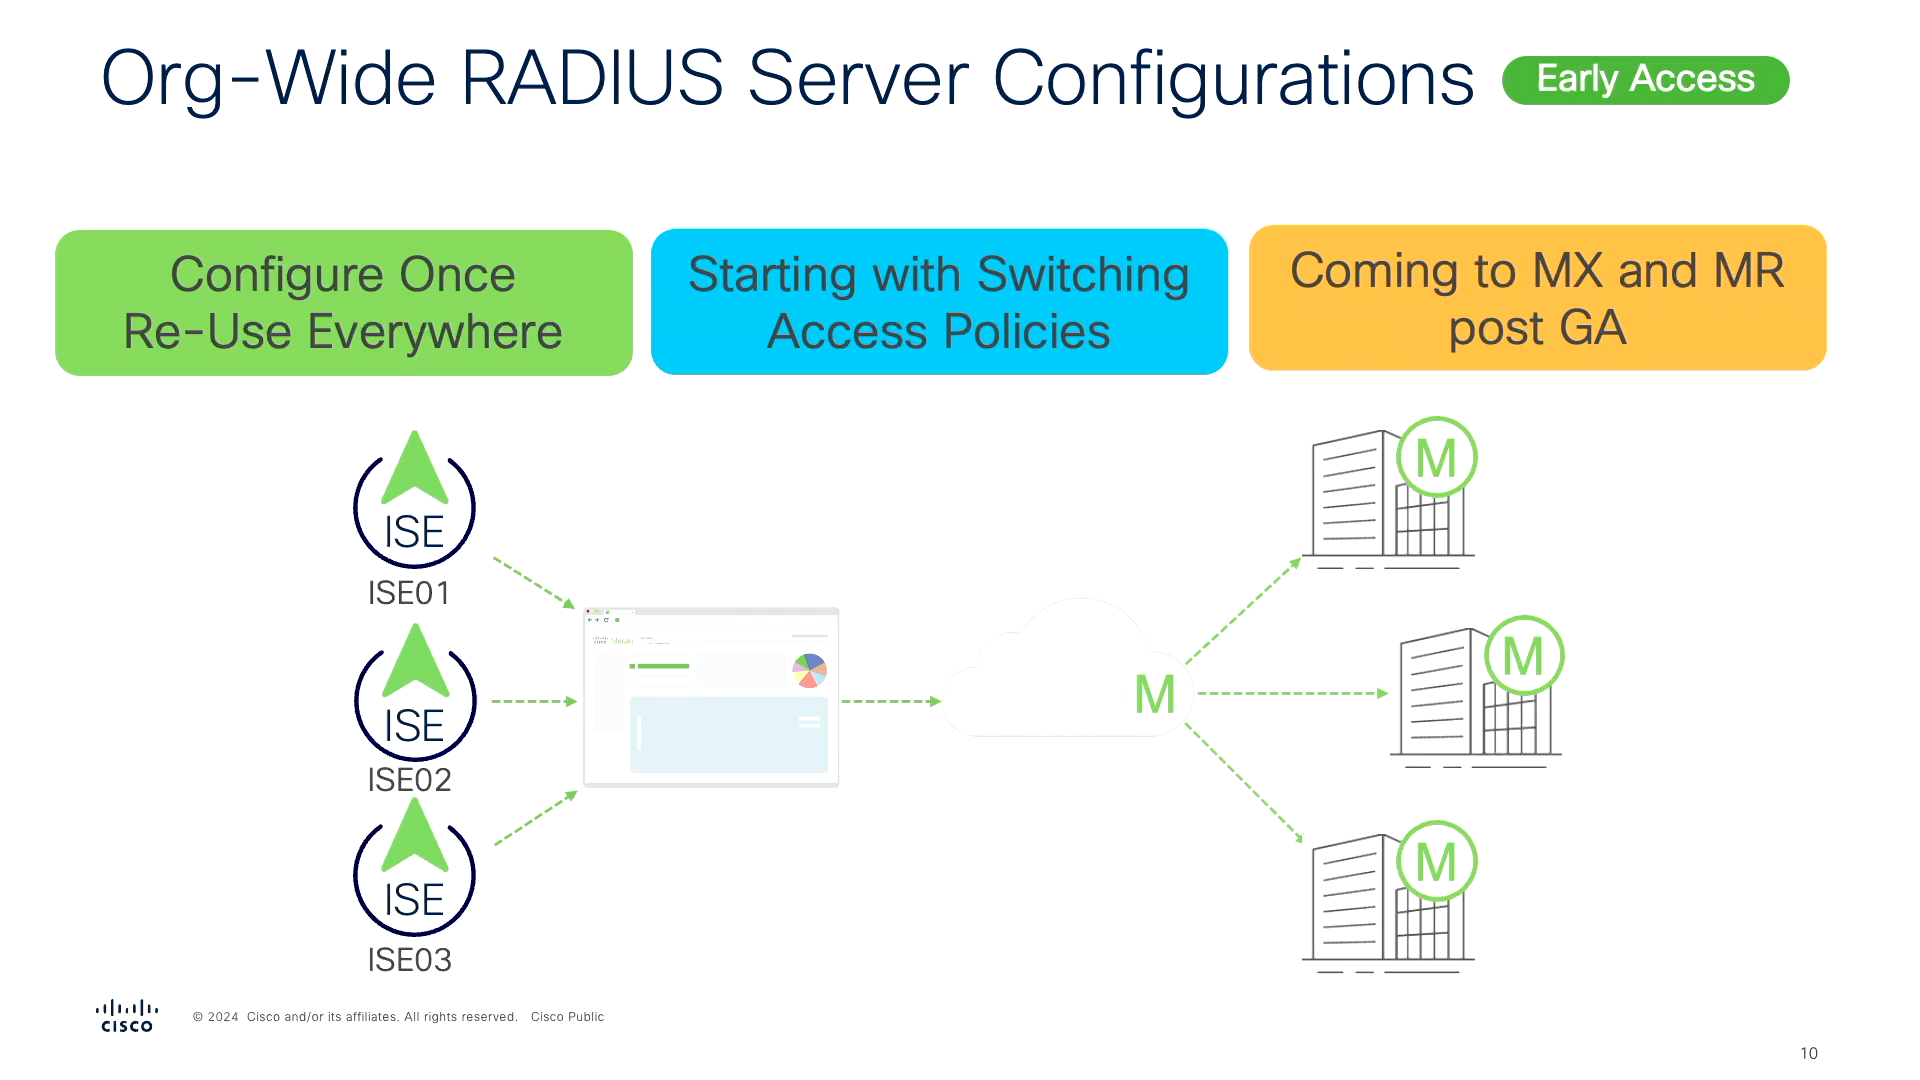 Org-Wide RADIUS Server Configurations
Early Access
Configure Once
Re-Use Everywhere
Starting with Switching
Access Policies
Coming to MX and MR
post GA
ISE
ISE01
ISE
ISE02
ISE
ISE03
cisco Meraki
M
M
M
M
cisco
© 2024 Cisco and/or its affiliates. All rights reserved. Cisco Public
10